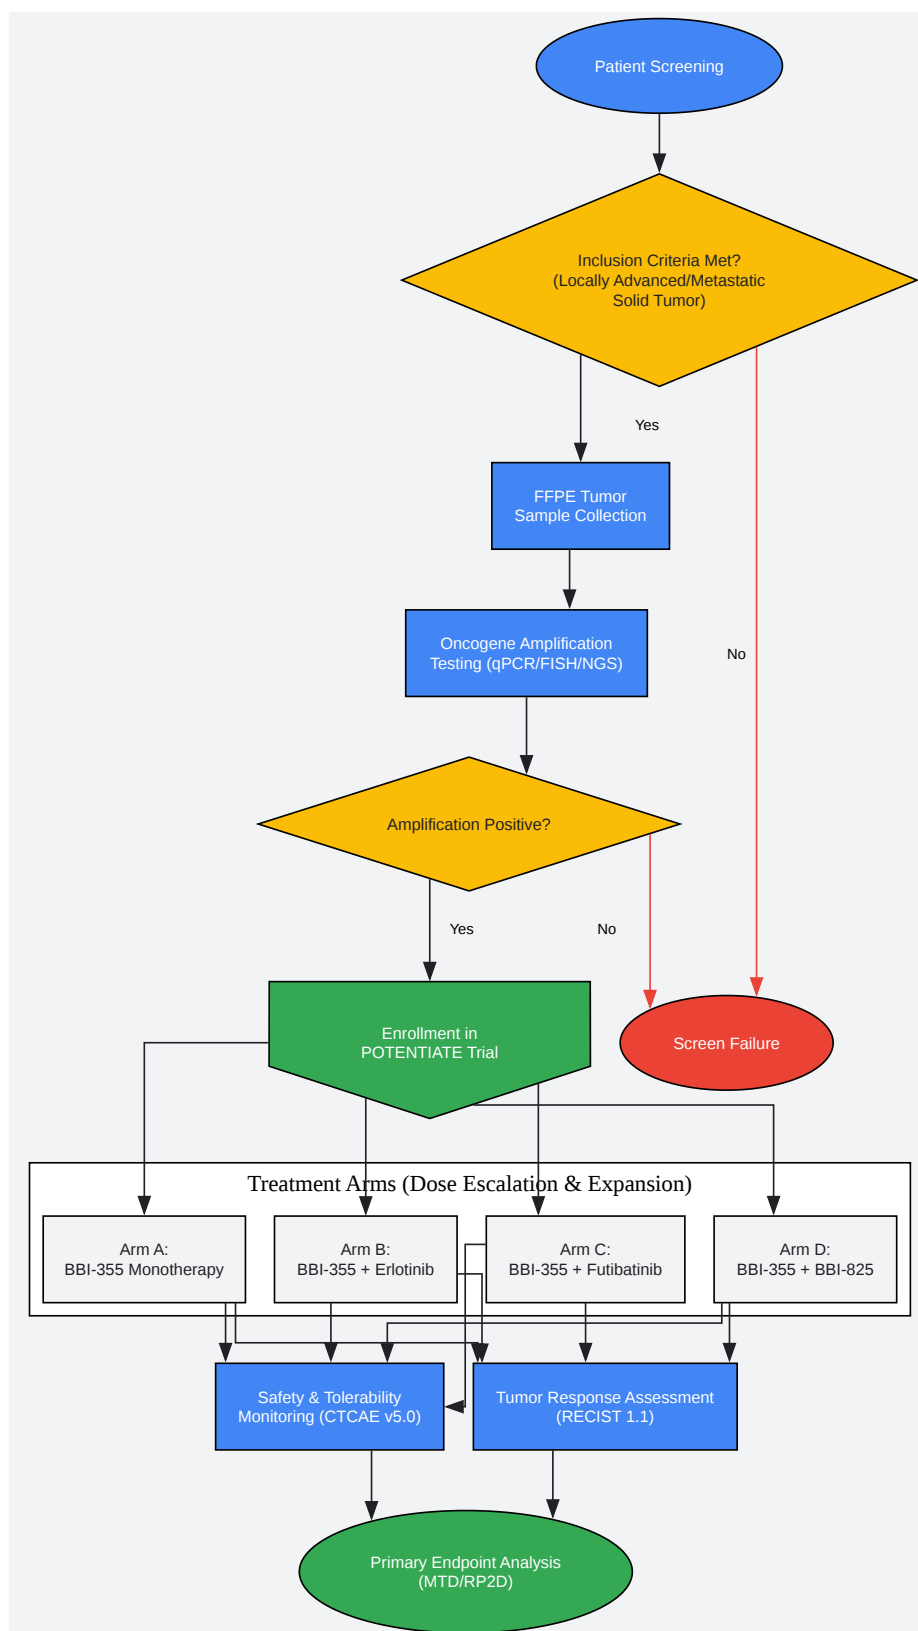 Patient Screening
Inclusion Criteria Met?
(Locally Advanced/Metastatic
Solid Tumor)
Yes
FFPE Tumor
Sample Collection
Oncogene Amplification
Testing (qPCR/FISH/NGS)
No
Amplification Positive?
Yes
No
Enrollment in
POTENTIATE Trial
Screen Failure
Treatment Arms (Dose Escalation & Expansion)
Arm A:
BBI-355 Monotherapy
Arm B:
BBI-355 + Erlotinib
Arm C:
BBI-355 + Futibatinib
Arm D:
BBI-355 + BBI-825
Safety & Tolerability
Monitoring (CTCAE v5.0)
Tumor Response Assessment
(RECIST 1.1)
Primary Endpoint Analysis
(MTD/RP2D)